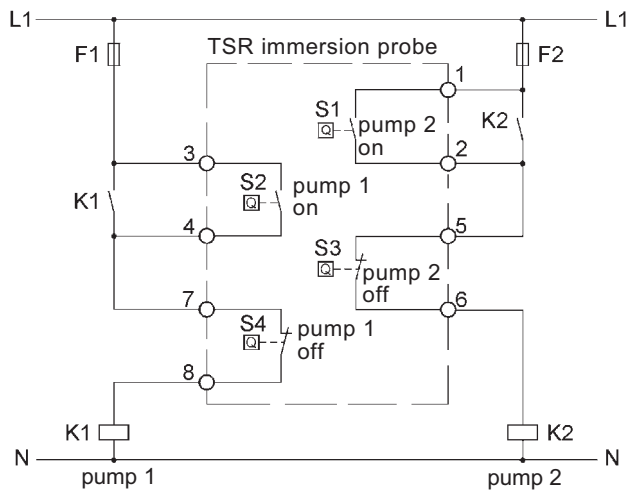 L1 L1
F1 TSR immersion probe F2
1
S1 pump 2 K2
Q on
3 2
S2 pump 1
K1 Q on
4 5
S3
Q pump 2
off
7 6
S4 pump 1
Q off
8
K1 K2
N N
pump 1 pump 2